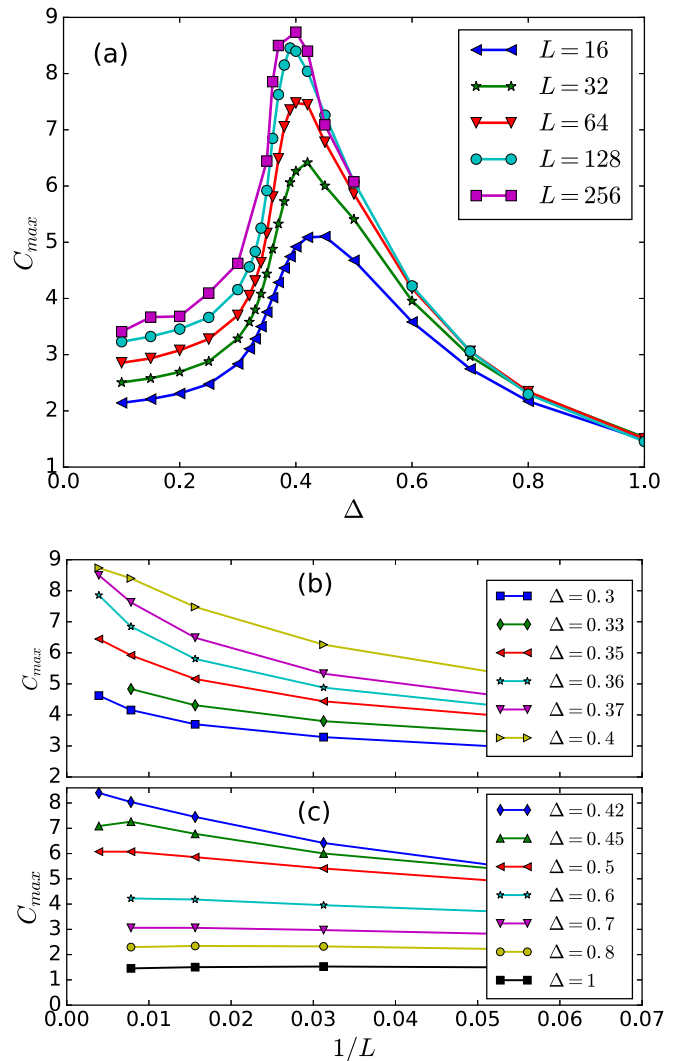 (a)
9
8
7
6
5
4
3
2
1
C_max
0.0 0.2 0.4 0.6 0.8 1.0
Δ
L = 16
L = 32
L = 64
L = 128
L = 256
(b)
9
8
7
6
5
4
3
2
C_max
Δ = 0.3
Δ = 0.33
Δ = 0.35
Δ = 0.36
Δ = 0.37
Δ = 0.4
(c)
8
7
6
5
4
3
2
1
0
C_max
Δ = 0.42
Δ = 0.45
Δ = 0.5
Δ = 0.6
Δ = 0.7
Δ = 0.8
Δ = 1
0.00 0.01 0.02 0.03 0.04 0.05 0.06 0.07
1/L